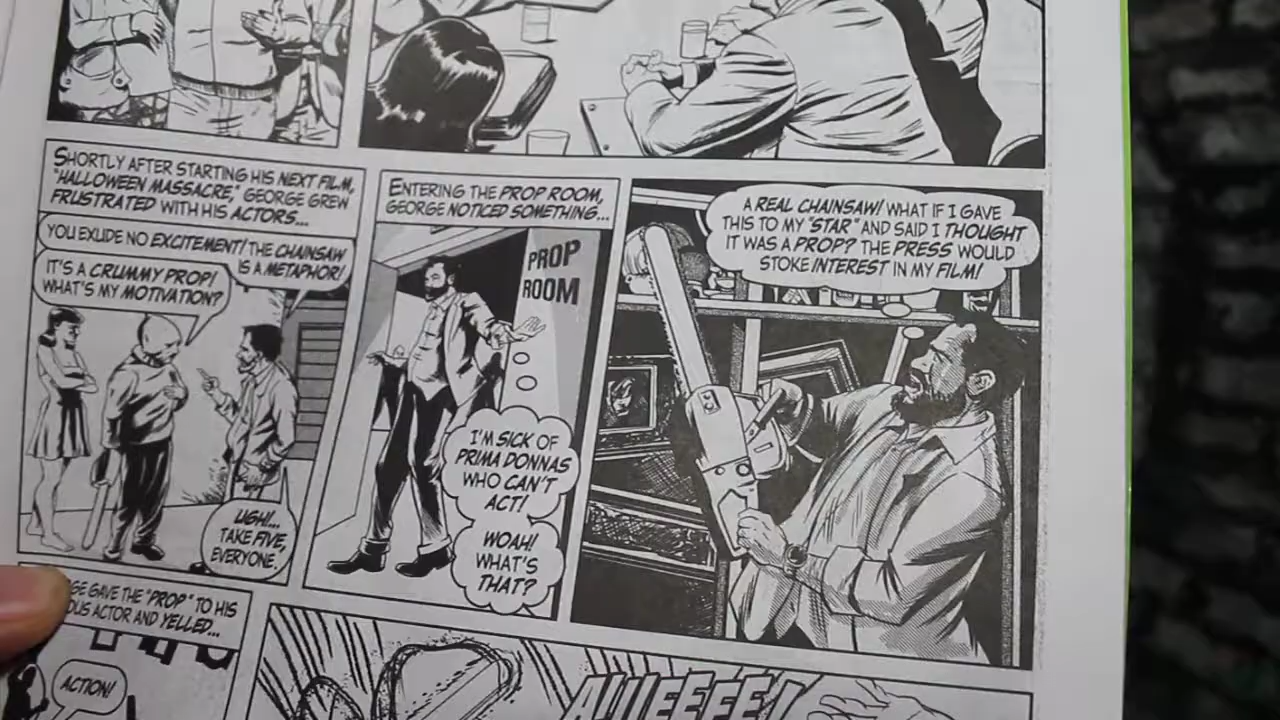 SHORTLY AFTER STARTING HIS NEXT FILM,
"HALLOWEEN MASSACRE," GEORGE GREW
FRUSTRATED WITH HIS ACTORS...
YOU EXUDE NO EXCITEMENT! THE CHAINSAW
IS A METAPHOR!
IT'S A CRUMMY PROP!
WHAT'S MY MOTIVATION?
UGH!...
TAKE FIVE,
EVERYONE.
ENTERING THE PROP ROOM,
GEORGE NOTICED SOMETHING...
PROP
ROOM
I'M SICK OF
PRIMA DONNAS
WHO CAN'T
ACT!
WOAH!
WHAT'S
THAT?
A REAL CHAINSAW! WHAT IF I GAVE
THIS TO MY "STAR" AND SAID I THOUGHT
IT WAS A PROP? THE PRESS WOULD
STOKE INTEREST IN MY FILM!
GAVE THE "PROP" TO HIS
ACTOR AND YELLED...
ACTION!